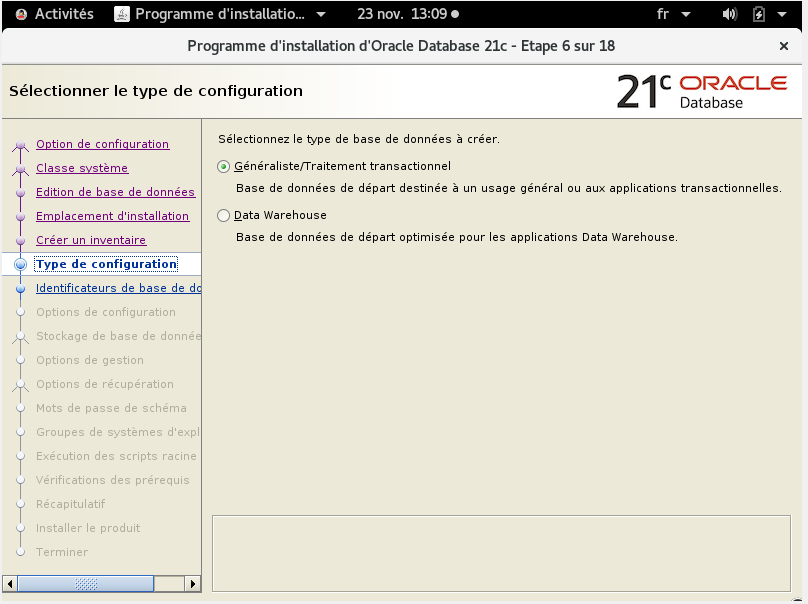 Activités Programme d'installatio... 23 nov. 13:09 fr
Programme d'installation d'Oracle Database 21c - Etape 6 sur 18
Sélectionner le type de configuration
21c ORACLE Database
Option de configuration
Classe système
Edition de base de données
Emplacement d'installation
Créer un inventaire
Type de configuration
Identificateurs de base de do
Options de configuration
Stockage de base de donnée
Options de gestion
Options de récupération
Mots de passe de schéma
Groupes de systèmes d'expl
Exécution des scripts racine
Vérifications des prérequis
Récapitulatif
Installer le produit
Terminer
Sélectionnez le type de base de données à créer.
Généraliste/Traitement transactionnel
Base de données de départ destinée à un usage général ou aux applications transactionnelles.
Data Warehouse
Base de données de départ optimisée pour les applications Data Warehouse.